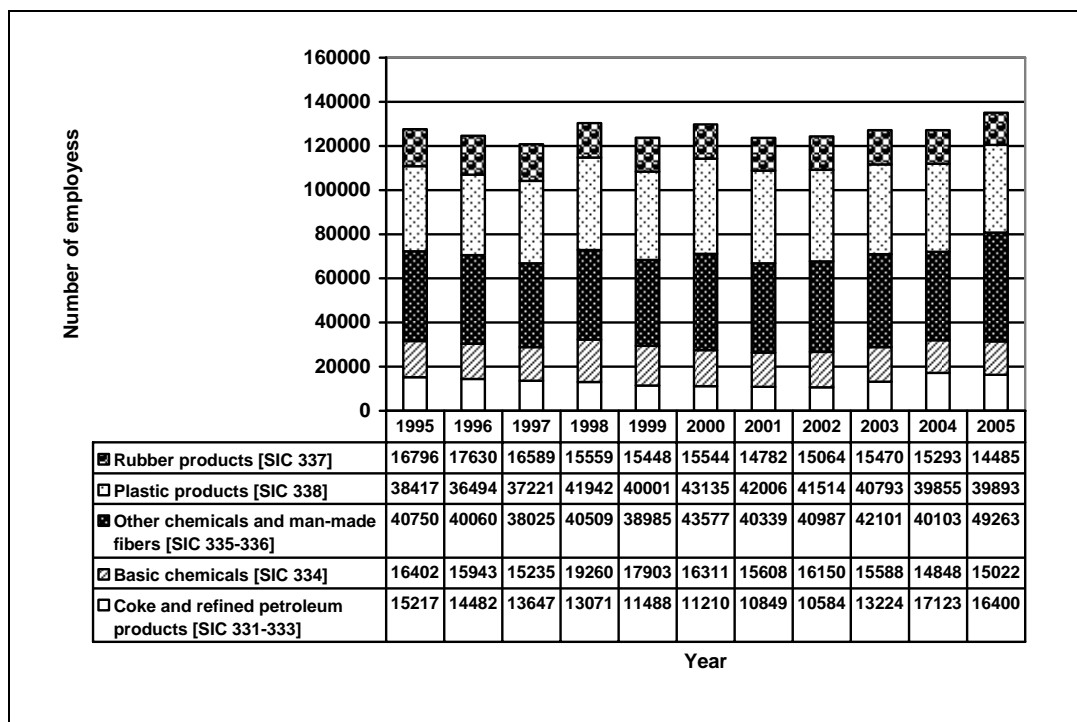 Number of employess
160000
140000
120000
100000
80000
60000
40000
20000
0
1995 1996 1997 1998 1999 2000 2001 2002 2003 2004 2005
Rubber products [SIC 337] 16796 17630 16589 15559 15448 15544 14782 15064 15470 15293 14485
Plastic products [SIC 338] 38417 36494 37221 41942 40001 43135 42006 41514 40793 39855 39893
Other chemicals and man-made
fibers [SIC 335-336] 40750 40060 38025 40509 38985 43577 40339 40987 42101 40103 49263
Basic chemicals [SIC 334] 16402 15943 15235 19260 17903 16311 15608 16150 15588 14848 15022
Coke and refined petroleum
products [SIC 331-333] 15217 14482 13647 13071 11488 11210 10849 10584 13224 17123 16400
Year